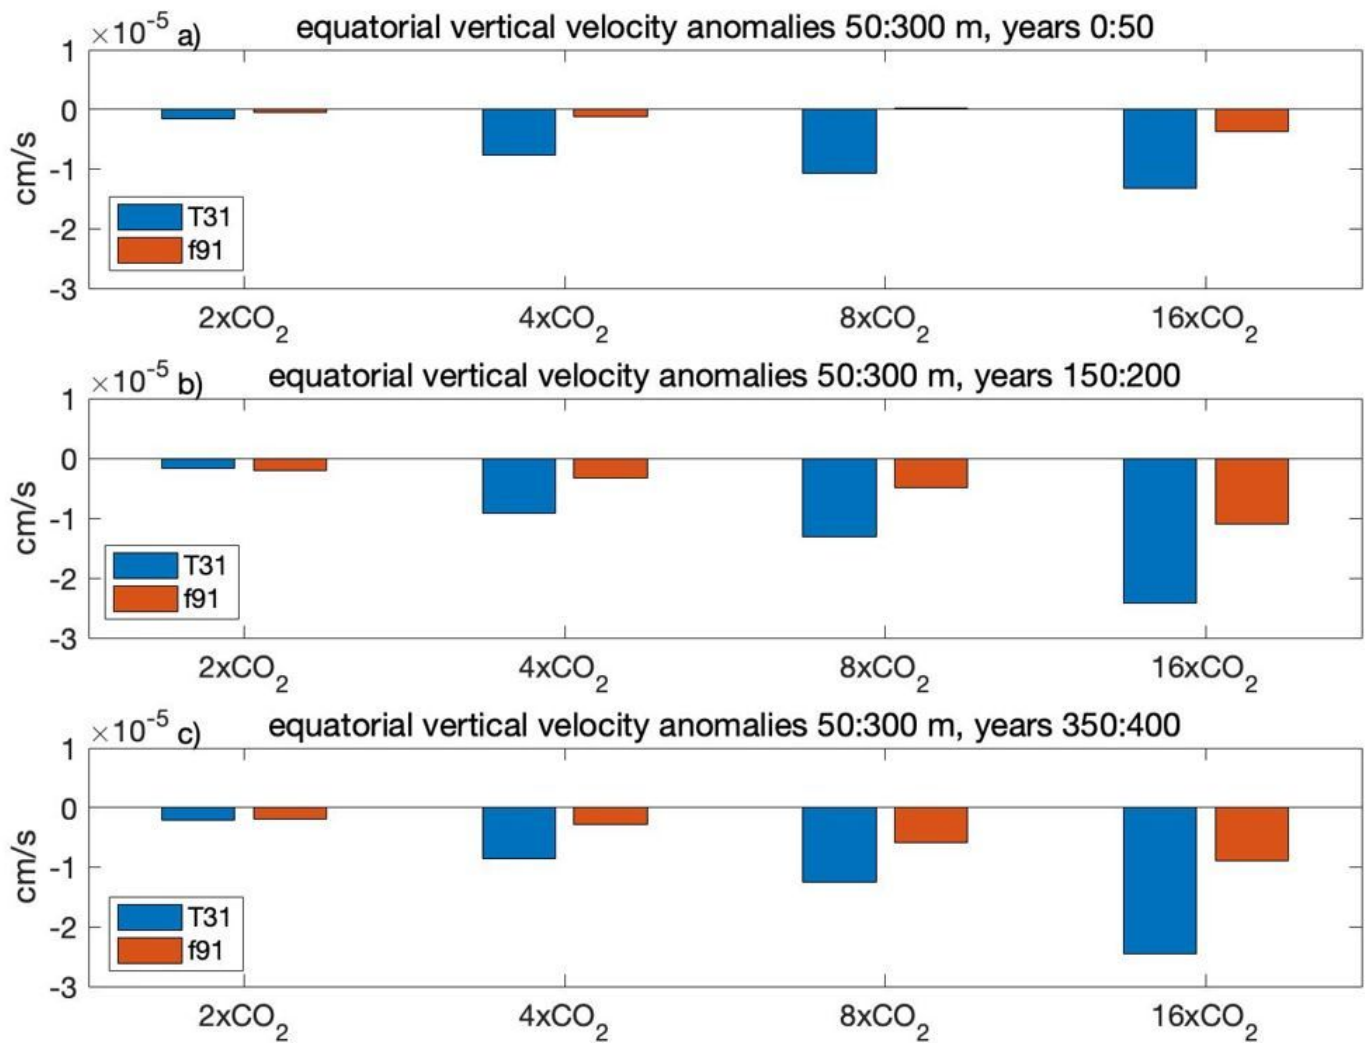 ×10⁻⁵ a) equatorial vertical velocity anomalies 50:300 m, years 0:50
1
0
-1
-2
-3
cm/s
T31
f91
2xCO₂ 4xCO₂ 8xCO₂ 16xCO₂
×10⁻⁵ b) equatorial vertical velocity anomalies 50:300 m, years 150:200
1
0
-1
-2
-3
cm/s
T31
f91
2xCO₂ 4xCO₂ 8xCO₂ 16xCO₂
×10⁻⁵ c) equatorial vertical velocity anomalies 50:300 m, years 350:400
1
0
-1
-2
-3
cm/s
T31
f91
2xCO₂ 4xCO₂ 8xCO₂ 16xCO₂